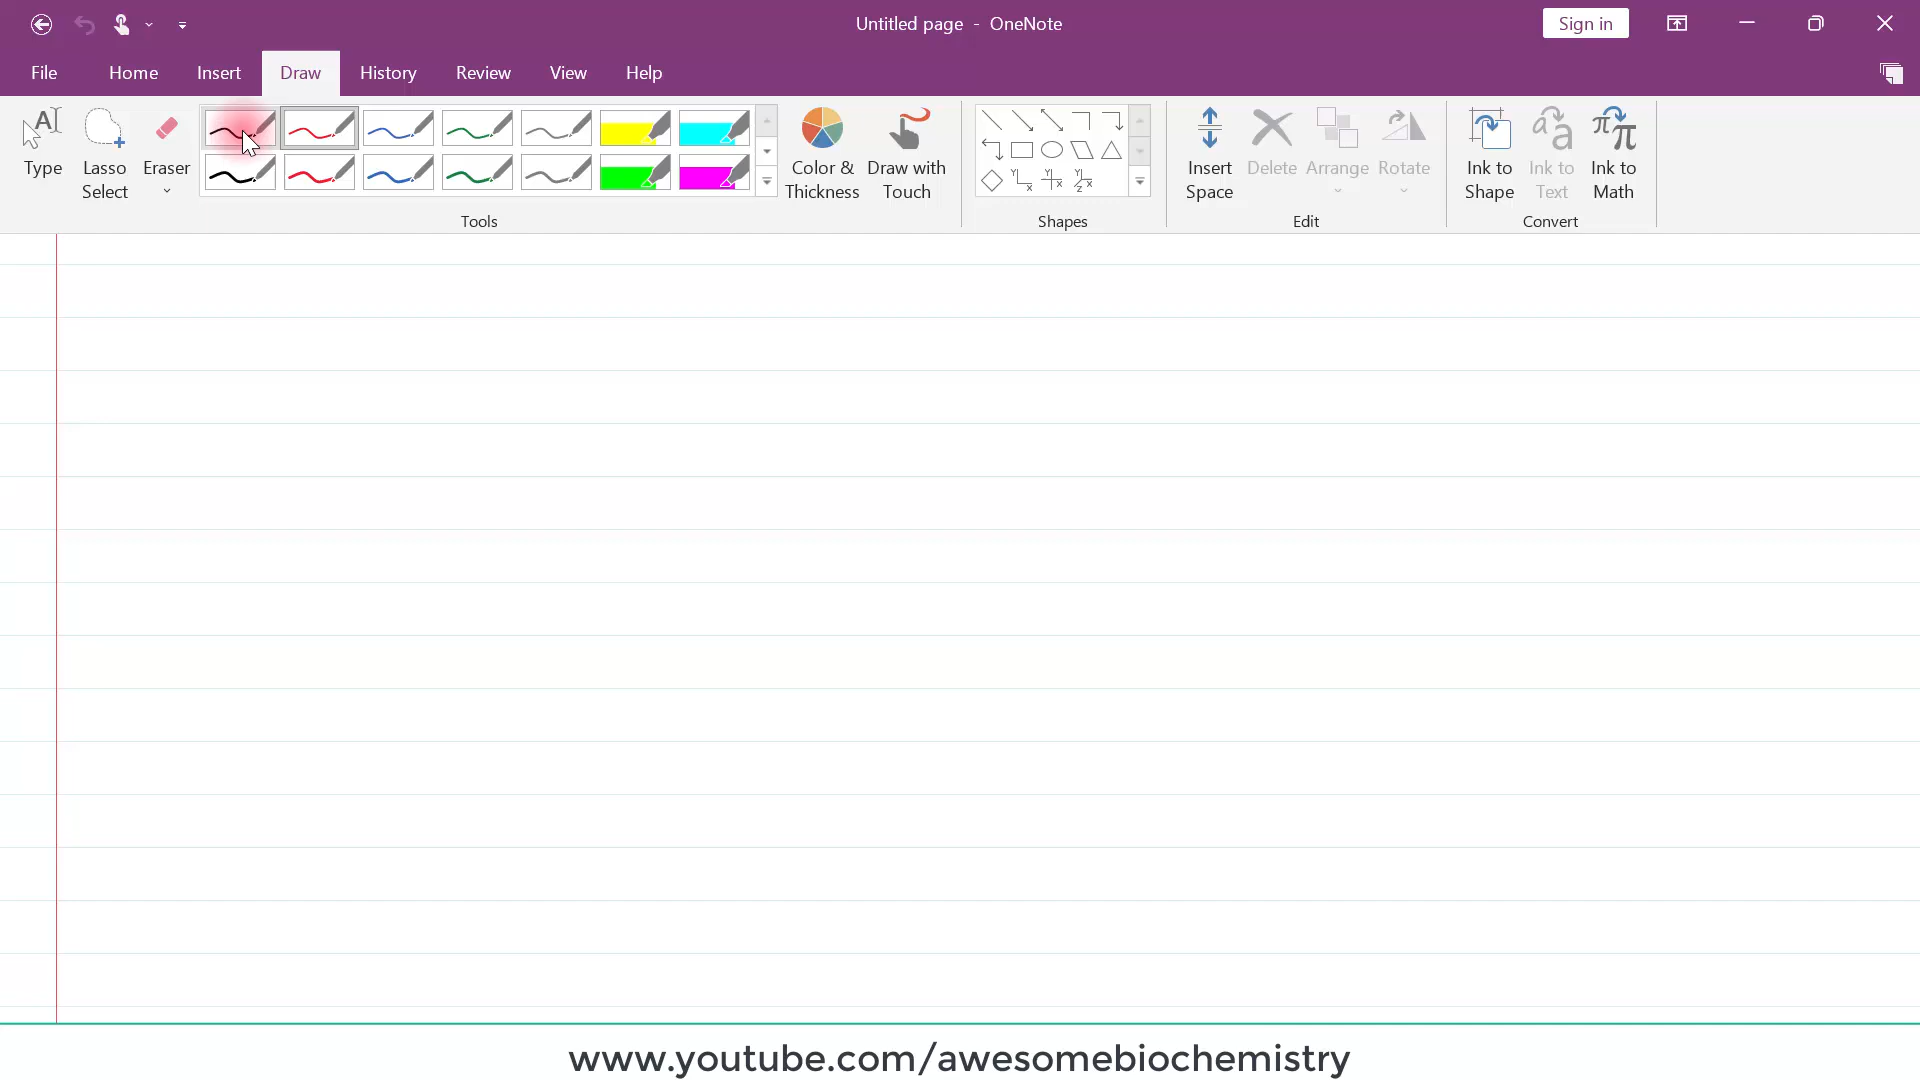 Untitled page - OneNote
Sign in
File Home Insert Draw History Review View Help
Type
Lasso Select
Eraser
Color & Thickness
Draw with Touch
Insert Space
Delete
Arrange
Rotate
Ink to Shape
Ink to Text
Ink to Math
Tools
Shapes
Edit
Convert
www.youtube.com/awesomebiochemistry